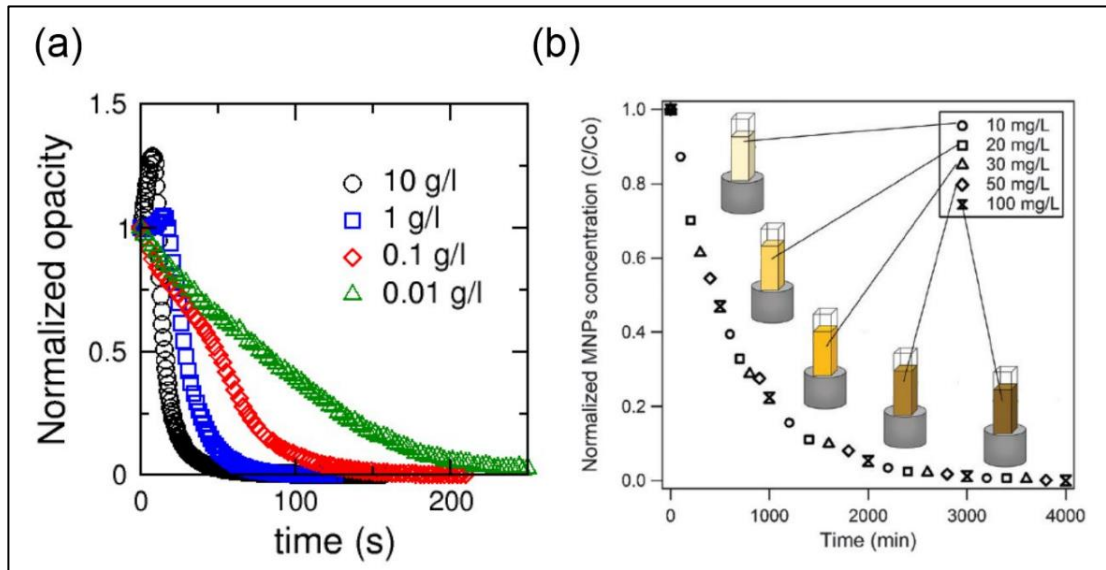 (a)
(b)
Normalized opacity
1.5
1
0.5
0
10 g/l
1 g/l
0.1 g/l
0.01 g/l
0
100
200
time (s)
Normalized MNPs concentration (C/Co)
1.0
0.8
0.6
0.4
0.2
0.0
10 mg/L
20 mg/L
30 mg/L
50 mg/L
100 mg/L
0
1000
2000
3000
4000
Time (min)